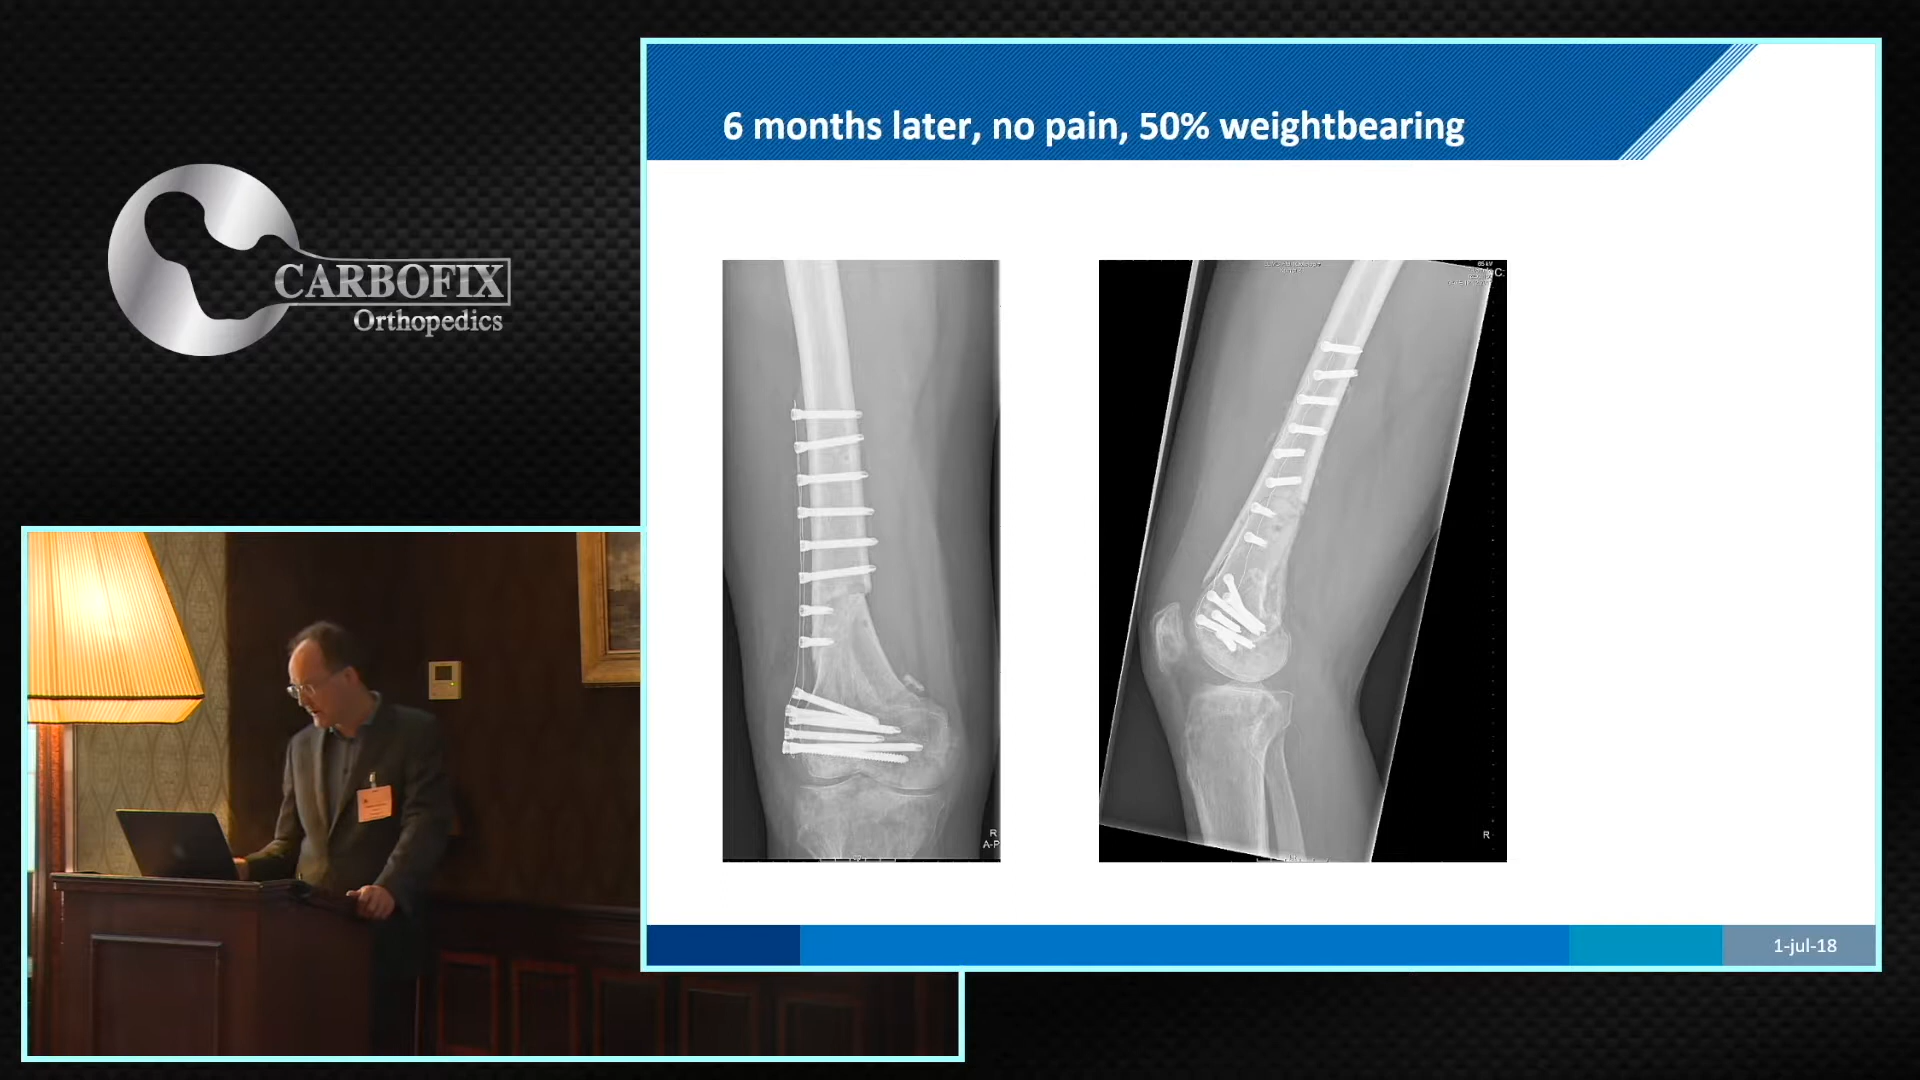 6 months later, no pain, 50% weightbearing
CARBOFIX
Orthopedics
R
A-P
R
1-jul-18